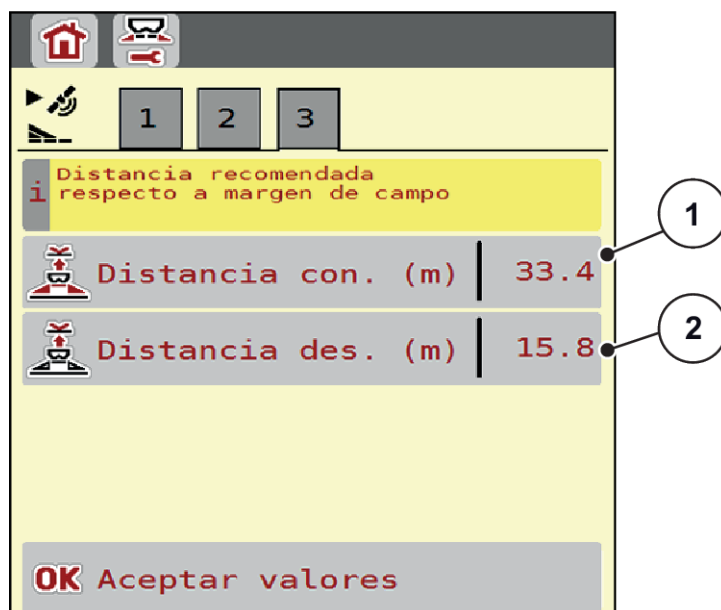 1 2 3
i Distancia recomendada
respecto a margen de campo
Distancia con. (m) 33.4
1
Distancia des. (m) 15.8
2
OK Aceptar valores